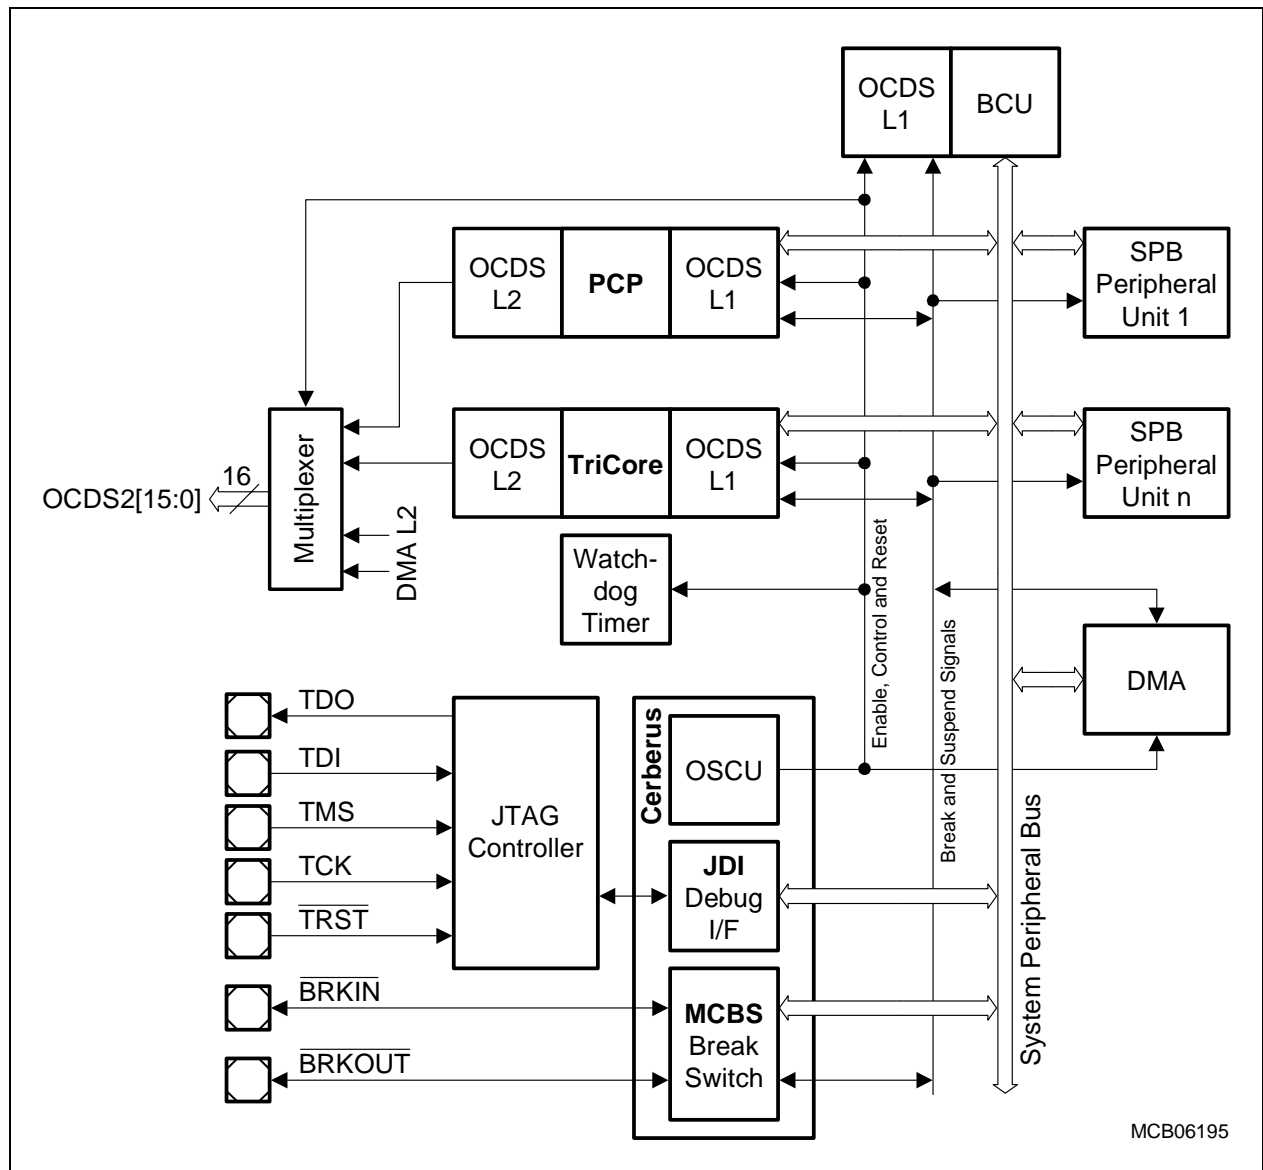 OCDS
L1
BCU
OCDS
L2
PCP
OCDS
L1
SPB
Peripheral
Unit 1
OCDS
L2
TriCore
OCDS
L1
SPB
Peripheral
Unit n
Multiplexer
16
OCDS2[15:0]
DMA L2
Watch-
dog
Timer
Enable, Control and Reset
Break and Suspend Signals
System Peripheral Bus
DMA
TDO
TDI
TMS
TCK
TRST
BRKIN
BRKOUT
JTAG
Controller
Cerberus
OSCU
JDI
Debug
I/F
MCBS
Break
Switch
MCB06195